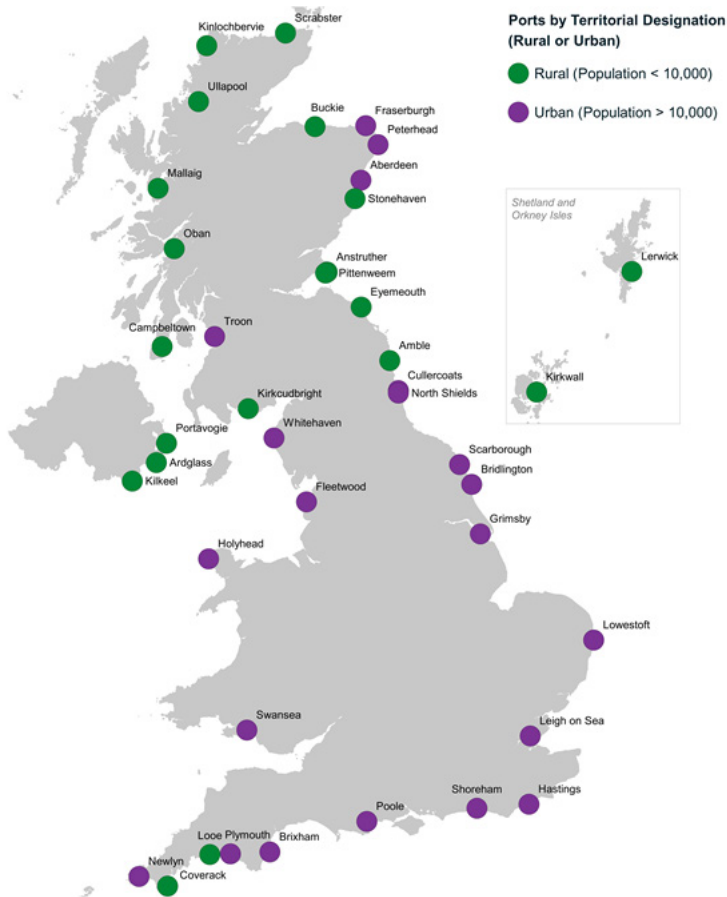 Ports by Territorial Designation
(Rural or Urban)
Rural (Population < 10,000)
Urban (Population > 10,000)
Scrabster
Kinlochbervie
Ullapool
Buckie
Fraserburgh
Peterhead
Aberdeen
Mallaig
Stonehaven
Shetland and
Orkney Isles
Lerwick
Oban
Anstruther
Pittenweem
Eyemeouth
Campbeltown
Troon
Amble
Kirkwall
Cullercoats
North Shields
Kirkcudbright
Whitehaven
Portavogie
Ardglass
Kilkeel
Scarborough
Bridlington
Fleetwood
Grimsby
Holyhead
Lowestoft
Swansea
Leigh on Sea
Shoreham
Hastings
Poole
Looe Plymouth
Brixham
Newlyn
Coverack